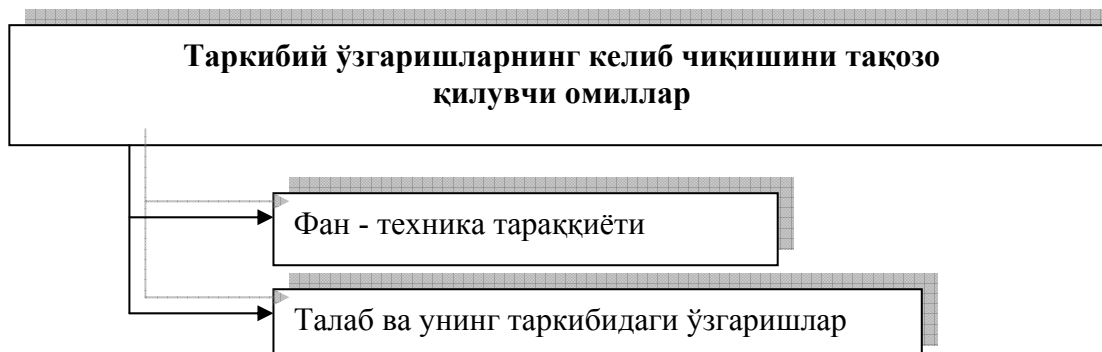 Таркибий ўзгаришларнинг келиб чиқишини тақозо
қилувчи омиллар
Фан - техника тараққиёти
Талаб ва унинг таркибидаги ўзгаришлар